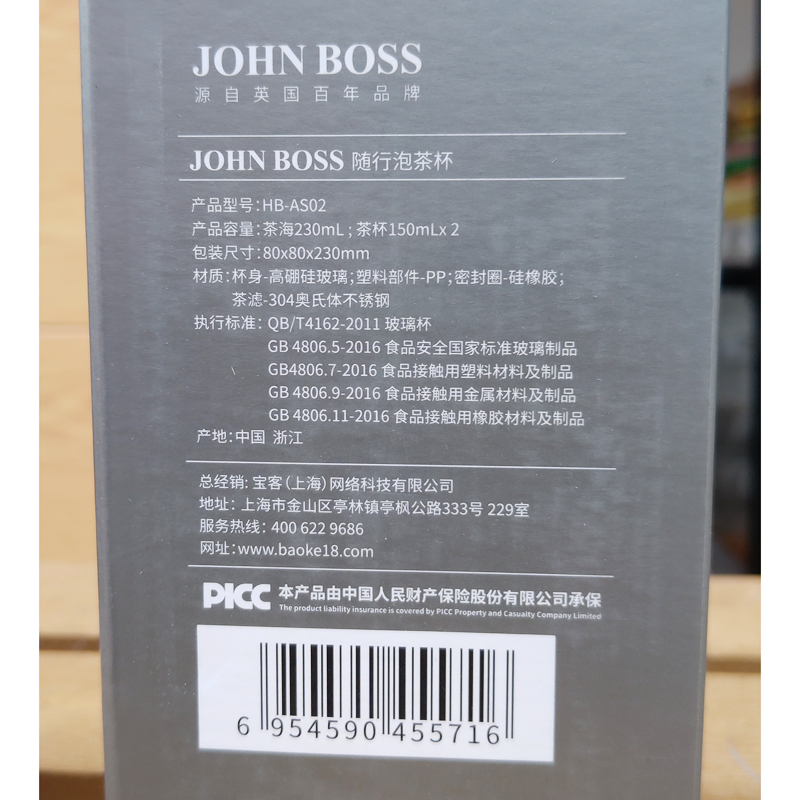 JOHN BOSS
源自英国百年品牌
JOHN BOSS 随行泡茶杯
产品型号:HB-AS02
产品容量:茶海230mL;茶杯150mLx 2
包装尺寸:80x80x230mm
材质:杯身-高硼硅玻璃;塑料部件-PP;密封圈-硅橡胶;
茶滤-304奥氏体不锈钢
执行标准: QB/T4162-2011 玻璃杯
GB 4806.5-2016 食品安全国家标准玻璃制品
GB4806.7-2016 食品接触用塑料材料及制品
GB 4806.9-2016 食品接触用金属材料及制品
GB 4806.11-2016 食品接触用橡胶材料及制品
产地:中国 浙江
总经销:宝客(上海)网络科技有限公司
地址: 上海市金山区亭林镇亭枫公路333号 229室
服务热线: 400 622 9686
网址:www.baoke18.com
PICC 本产品由中国人民财产保险股份有限公司承保
The product liability insurance is covered by PICC Property and Casualty Company Limited
6 954590 455716